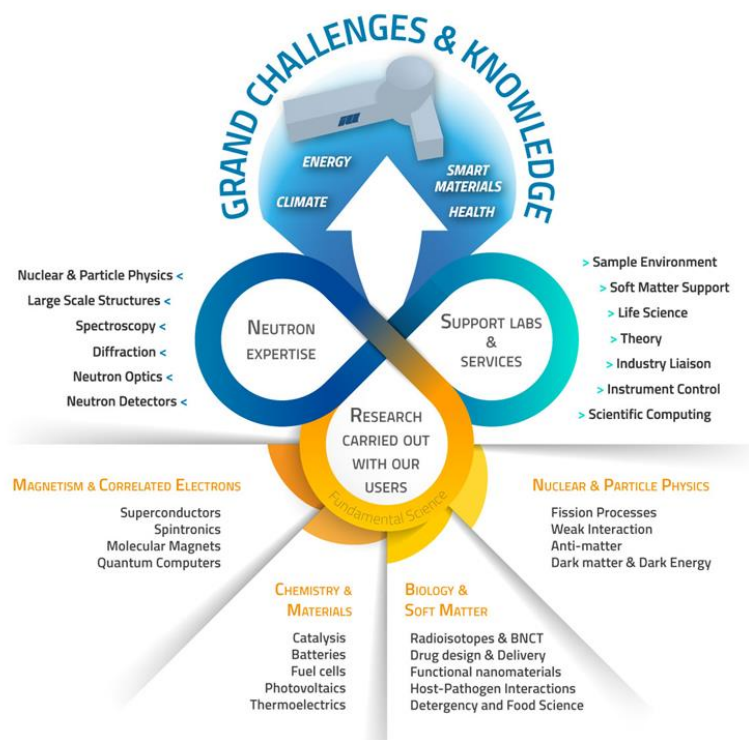 GRAND CHALLENGES & KNOWLEDGE
ENERGY
SMART
MATERIALS
CLIMATE
HEALTH
Nuclear & Particle Physics <
Large Scale Structures <
Spectroscopy <
Diffraction <
Neutron Optics <
Neutron Detectors <
NEUTRON
EXPERTISE
SUPPORT LABS
&
SERVICES
> Sample Environment
> Soft Matter Support
> Life Science
> Theory
> Industry Liaison
> Instrument Control
> Scientific Computing
RESEARCH
CARRIED OUT
WITH OUR
USERS
Fundamental Science
MAGNETISM & CORRELATED ELECTRONS
Superconductors
Spintronics
Molecular Magnets
Quantum Computers
CHEMISTRY &
MATERIALS
Catalysis
Batteries
Fuel cells
Photovoltaics
Thermoelectrics
BIOLOGY &
SOFT MATTER
Radioisotopes & BNCT
Drug design & Delivery
Functional nanomaterials
Host-Pathogen Interactions
Detergency and Food Science
NUCLEAR & PARTICLE PHYSICS
Fission Processes
Weak Interaction
Anti-matter
Dark matter & Dark Energy